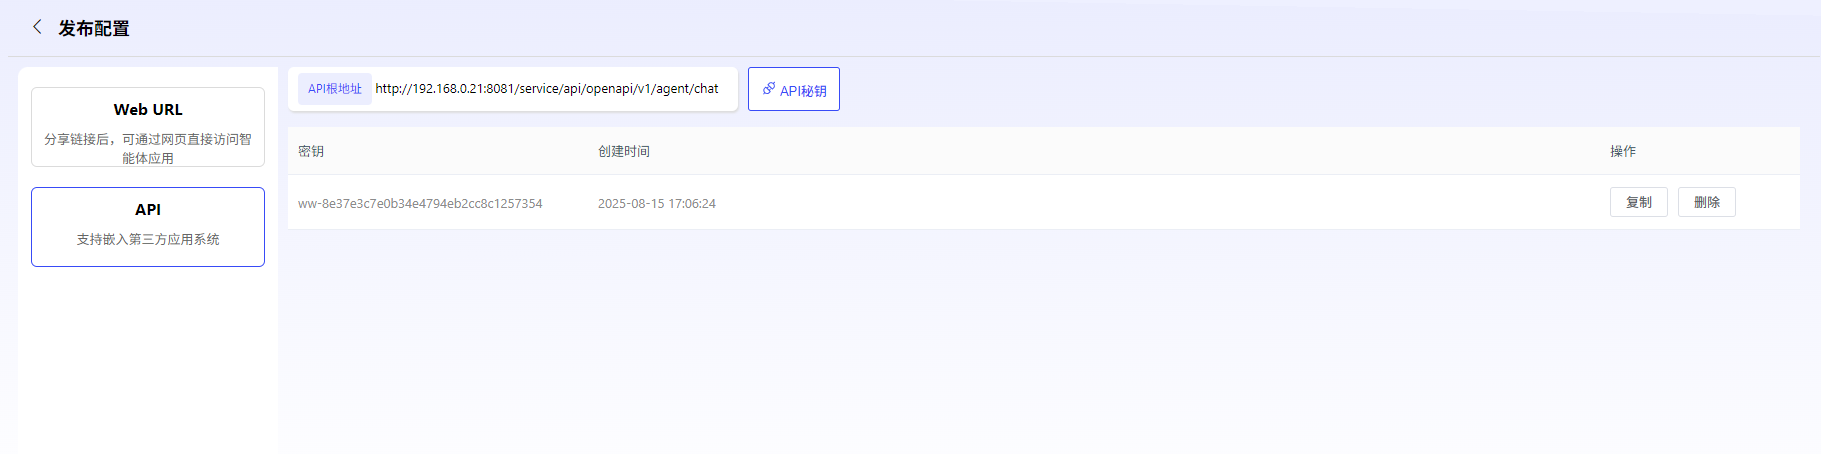 发布配置
Web URL
分享链接后，可通过网页直接访问智
能体应用
API
支持嵌入第三方应用系统
API根地址 http://192.168.0.21:8081/service/api/openapi/v1/agent/chat API秘钥
密钥 创建时间 操作
ww-8e37e3c7e0b34e4794eb2cc8c1257354 2025-08-15 17:06:24 复制 删除